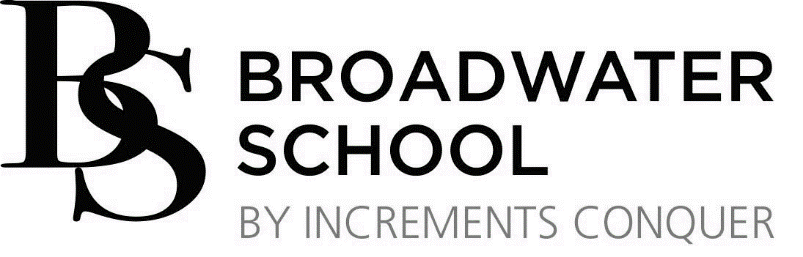 BS
BROADWATER
SCHOOL
BY INCREMENTS CONQUER